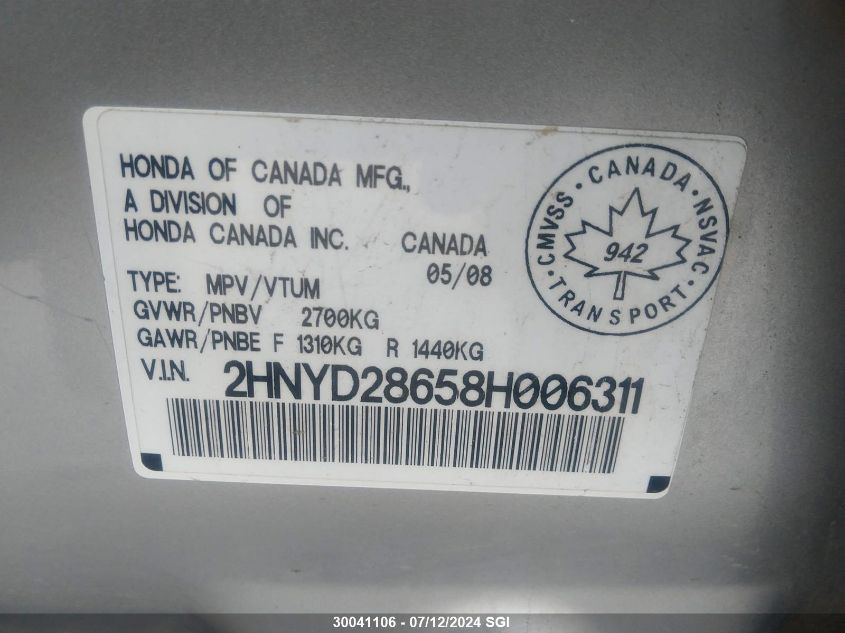 HONDA OF CANADA MFG.,
A DIVISION OF
HONDA CANADA INC. CANADA
05/08
TYPE: MPV/VTUM
GVWR/PNBV 2700KG
GAWR/PNBE F 1310KG R 1440KG
V.I.N. 2HNYD28658H006311
CMVSS · CANADA · NSVAC · TRANSPORT ·
942
30041106 - 07/12/2024 SGI